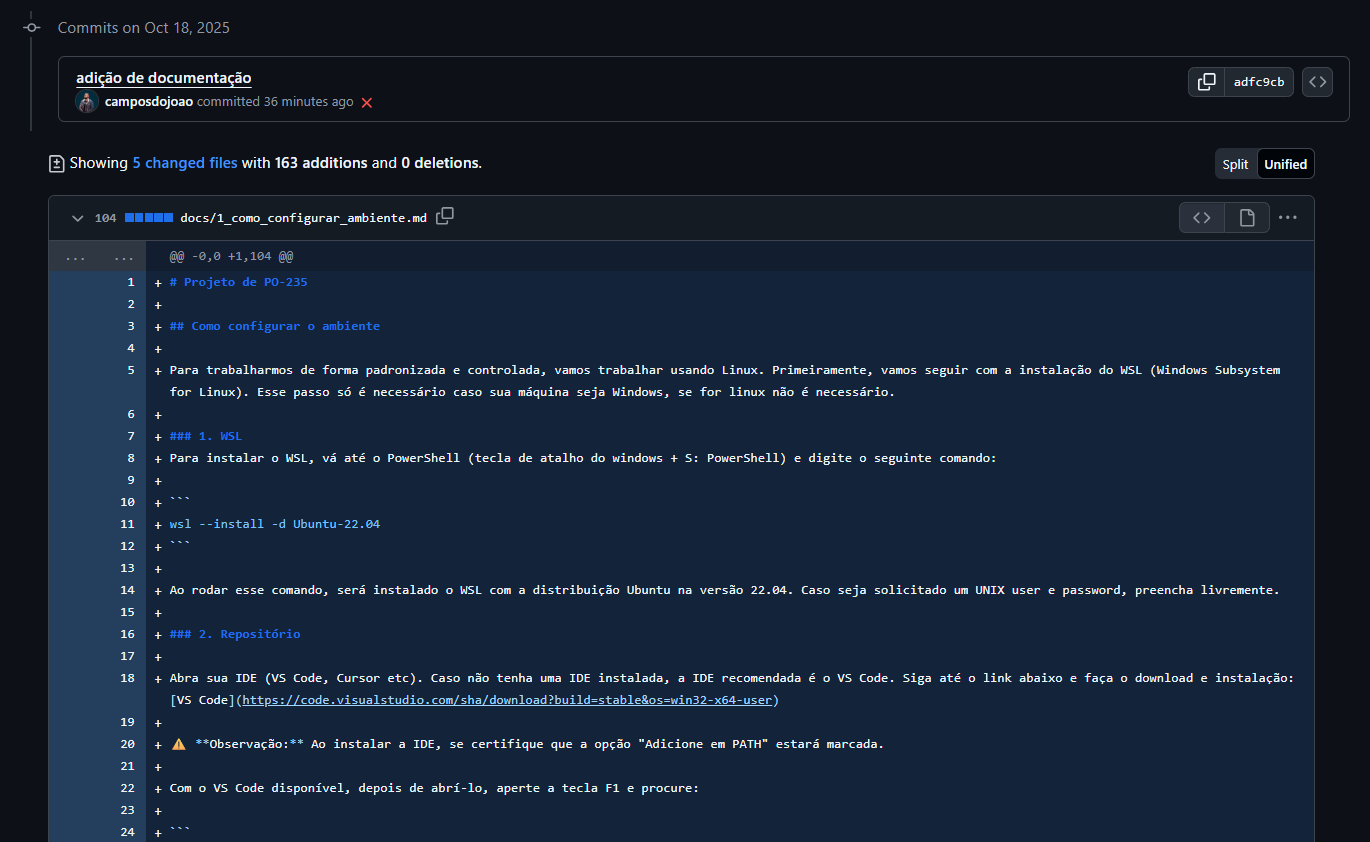 Commits on Oct 18, 2025
adição de documentação
adfc9cb
camposdojoao committed 36 minutes ago
Showing 5 changed files with 163 additions and 0 deletions.
Split Unified
104 docs/1_como_configurar_ambiente.md
... ... @@ -0,0 +1,104 @@
1 + # Projeto de PO-235
2 +
3 + ## Como configurar o ambiente
4 +
5 + Para trabalharmos de forma padronizada e controlada, vamos trabalhar usando Linux. Primeiramente, vamos seguir com a instalação do WSL (Windows Subsystem
for Linux). Esse passo só é necessário caso sua máquina seja Windows, se for linux não é necessário.
6 +
7 + ### 1. WSL
8 + Para instalar o WSL, vá até o PowerShell (tecla de atalho do windows + S: PowerShell) e digite o seguinte comando:
9 +
10 + ```
11 + wsl --install -d Ubuntu-22.04
12 + ```
13 +
14 + Ao rodar esse comando, será instalado o WSL com a distribuição Ubuntu na versão 22.04. Caso seja solicitado um UNIX user e password, preencha livremente.
15 +
16 + ### 2. Repositório
17 +
18 + Abra sua IDE (VS Code, Cursor etc). Caso não tenha uma IDE instalada, a IDE recomendada é o VS Code. Siga até o link abaixo e faça o download e instalação:
[VS Code](https://code.visualstudio.com/sha/download?build=stable&os=win32-x64-user)
19 +
20 + ⚠️ **Observação:** Ao instalar a IDE, se certifique que a opção "Adicione em PATH" estará marcada.
21 +
22 + Com o VS Code disponível, depois de abrí-lo, aperte a tecla F1 e procure:
23 +
24 + ```